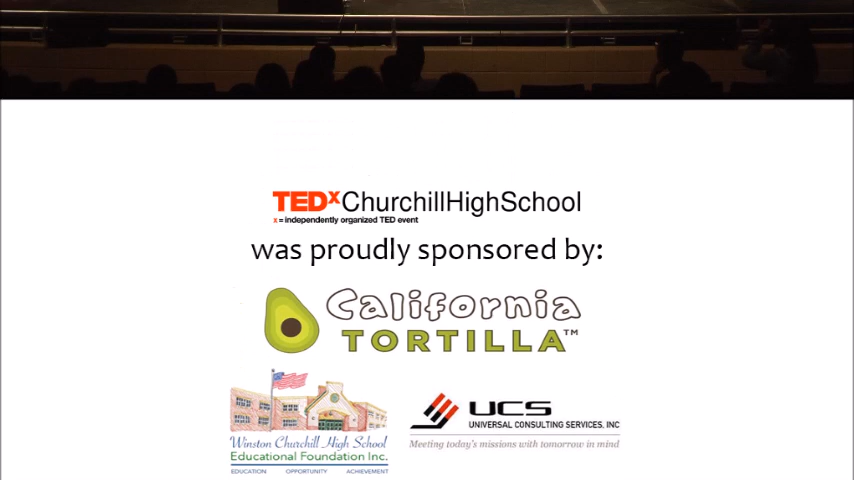 TEDxChurchillHighSchool
x = independently organized TED event
was proudly sponsored by:
California
TORTILLA™
UCS
UNIVERSAL CONSULTING SERVICES, INC
Meeting today's missions with tomorrow in mind
Winston Churchill High School
Educational Foundation Inc.
EDUCATION OPPORTUNITY ACHIEVEMENT